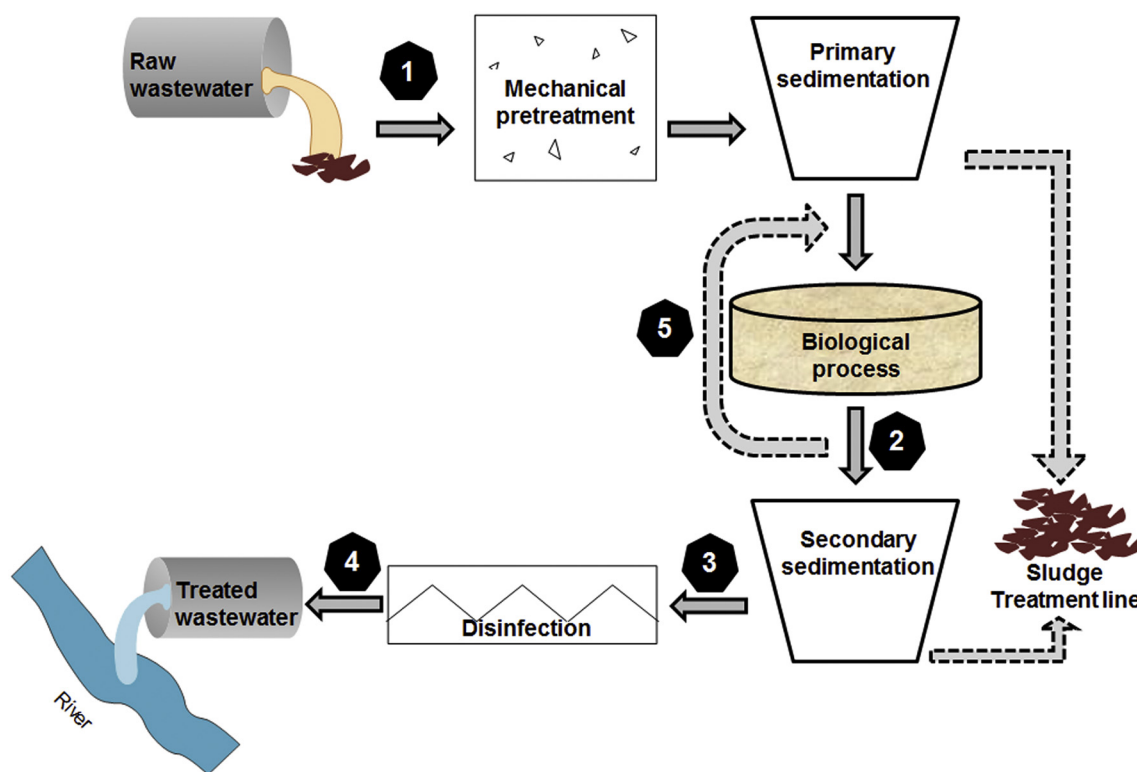 Raw
wastewater
1
Mechanical
pretreatment
Primary
sedimentation
5
Biological
process
2
Secondary
sedimentation
Sludge
Treatment line
3
Disinfection
4
Treated
wastewater
River